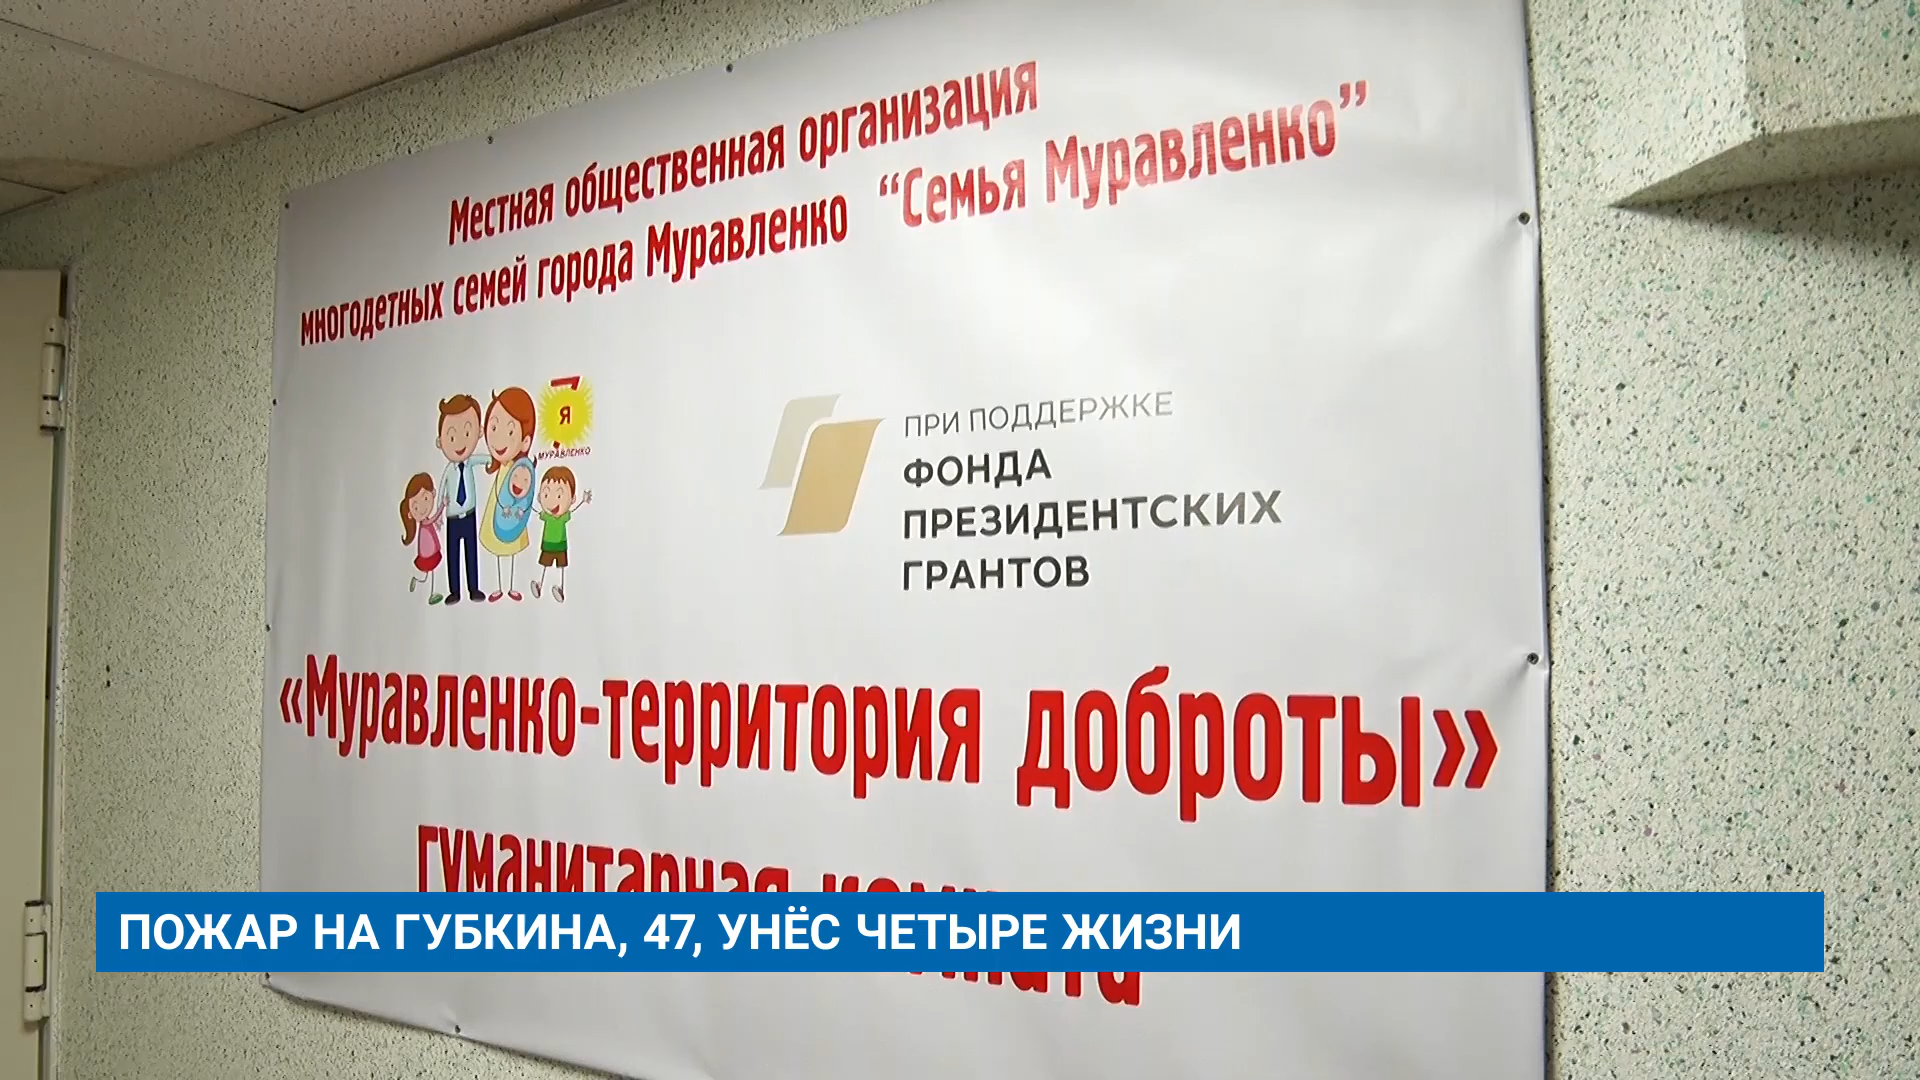 Местная общественная организация
многодетных семей города Муравленко “Семья Муравленко”
Я
МУРАВЛЕНКО
ПРИ ПОДДЕРЖКЕ
ФОНДА
ПРЕЗИДЕНТСКИХ
ГРАНТОВ
«Муравленко-территория доброты»
гуманитарная
ПОЖАР НА ГУБКИНА, 47, УНЁС ЧЕТЫРЕ ЖИЗНИ